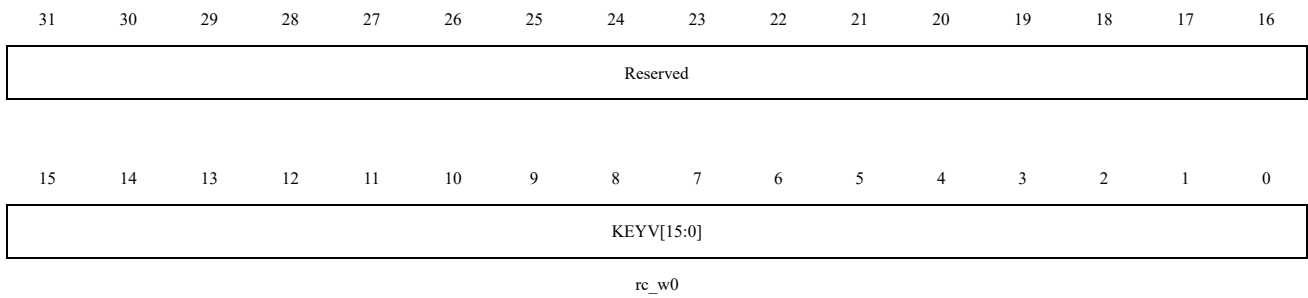 31 30 29 28 27 26 25 24 23 22 21 20 19 18 17 16
Reserved
15 14 13 12 11 10 9 8 7 6 5 4 3 2 1 0
KEYV[15:0]
rc_w0